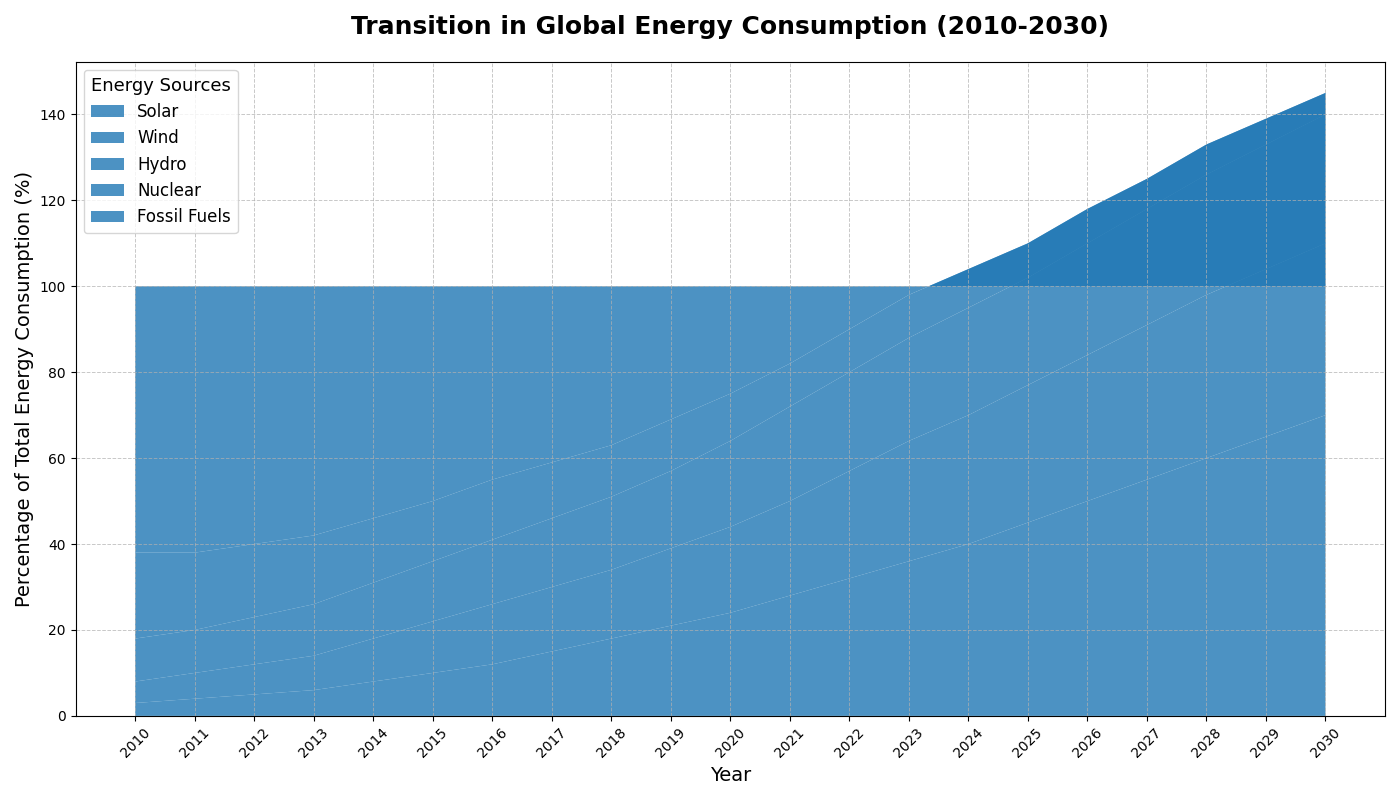 Transition in Global Energy Consumption (2010-2030)
Energy Sources
Solar
Wind
Hydro
Nuclear
Fossil Fuels
Percentage of Total Energy Consumption (%)
140
120
100
80
60
40
20
0
2010 2011 2012 2013 2014 2015 2016 2017 2018 2019 2020 2021 2022 2023 2024 2025 2026 2027 2028 2029 2030
Year